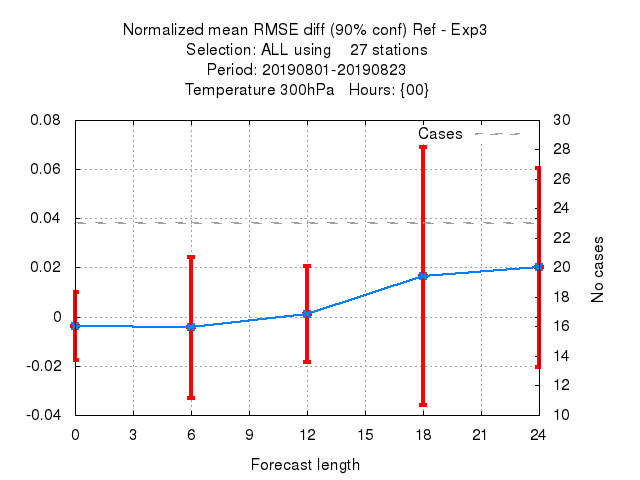 Normalized mean RMSE diff (90% conf) Ref - Exp3
Selection: ALL using 27 stations
Period: 20190801-20190823
Temperature 300hPa Hours: {00}
Cases
0.08
0.06
0.04
0.02
0
-0.02
-0.04
30
28
26
24
22
20
18
16
14
12
10
No cases
0 3 6 9 12 15 18 21 24
Forecast length